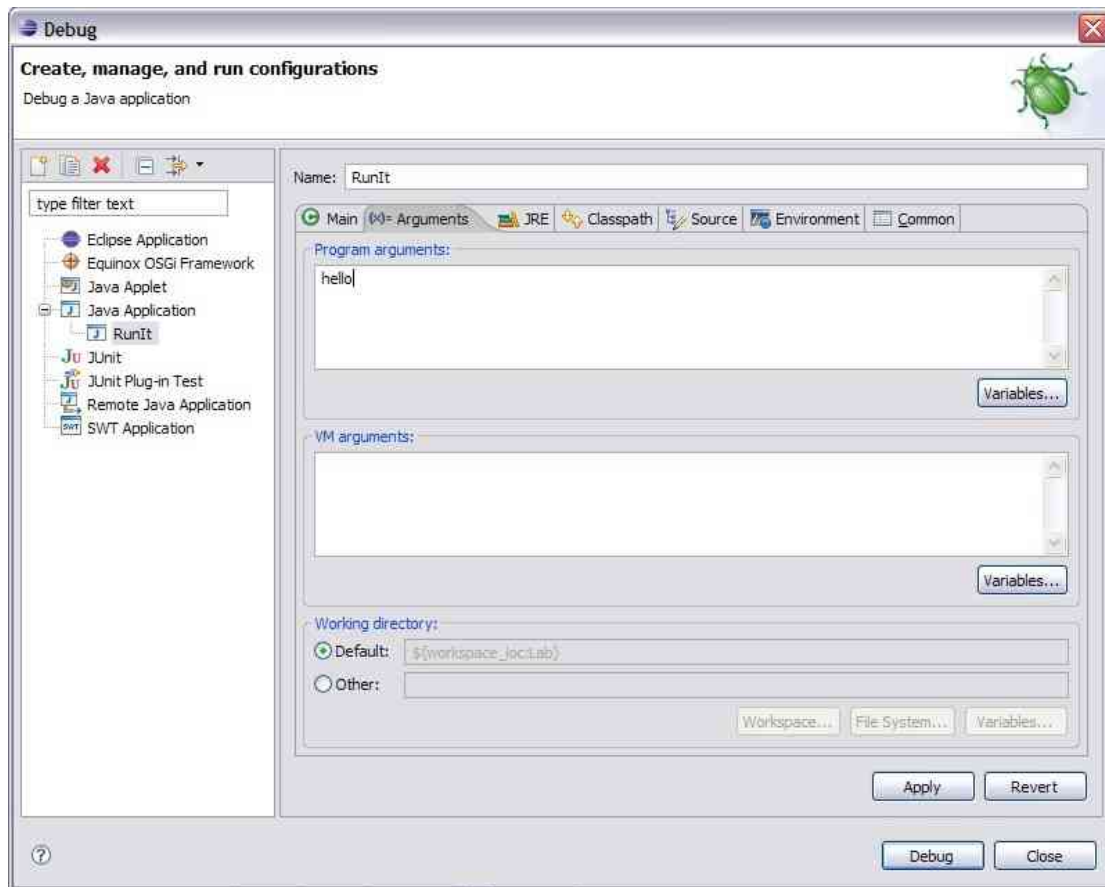 Debug
Create, manage, and run configurations
Debug a Java application
type filter text
Eclipse Application
Equinox OSGi Framework
Java Applet
Java Application
RunIt
JUnit
JUnit Plug-in Test
Remote Java Application
SWT Application
Name: RunIt
Main (x)= Arguments JRE Classpath Source Environment Common
Program arguments:
hello
Variables...
VM arguments:
Variables...
Working directory:
Default: ${workspace_loc:Lab}
Other:
Workspace... File System... Variables...
Apply Revert
Debug Close